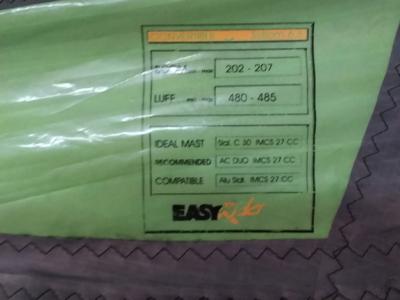 CONVERTIBLE
BOOM 202 - 207
LUFF 480 - 485
IDEAL MAST Stat. C 30 IMCS 27 CC
RECOMMENDED AC DUO IMCS 27 CC
COMPATIBLE Alu Stat. IMCS 27 CC
EASY